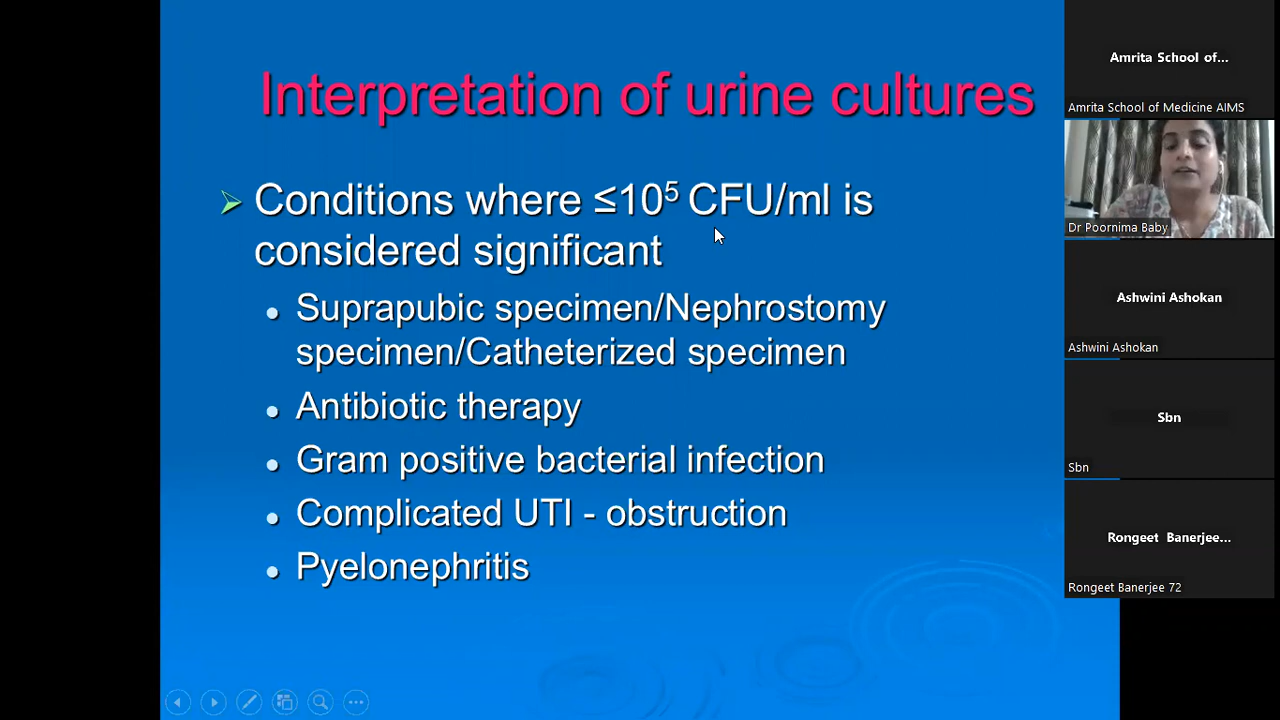 Interpretation of urine cultures
Conditions where ≤10⁵ CFU/ml is
considered significant
Suprapubic specimen/Nephrostomy
specimen/Catheterized specimen
Antibiotic therapy
Gram positive bacterial infection
Complicated UTI - obstruction
Pyelonephritis
Amrita School of...
Amrita School of Medicine AIMS
Dr Poornima Baby
Ashwini Ashokan
Ashwini Ashokan
Sbn
Sbn
Rongeet Banerjee...
Rongeet Banerjee 72